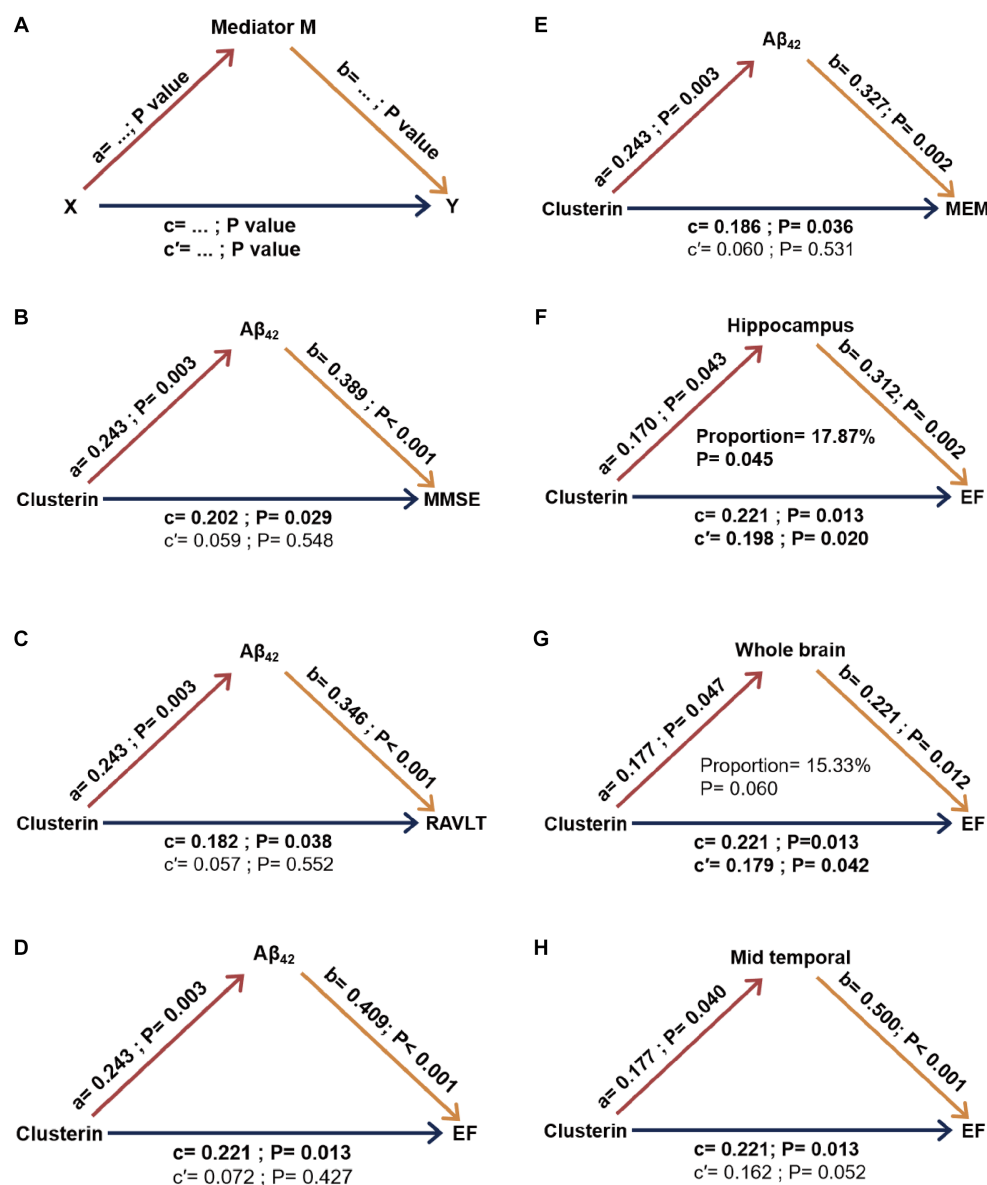 A
Mediator M
a= ...; P value
b= ... ; P value
X
Y
c= ... ; P value
c′= ... ; P value
B
Aβ₄₂
a= 0.243 ; P= 0.003
b= 0.389 ; P< 0.001
Clusterin
MMSE
c= 0.202 ; P= 0.029
c′= 0.059 ; P= 0.548
C
Aβ₄₂
a= 0.243 ; P= 0.003
b= 0.346 ; P< 0.001
Clusterin
RAVLT
c= 0.182 ; P= 0.038
c′= 0.057 ; P= 0.552
D
Aβ₄₂
a= 0.243 ; P= 0.003
b= 0.409; P< 0.001
Clusterin
EF
c= 0.221 ; P= 0.013
c′= 0.072 ; P= 0.427
E
Aβ₄₂
a= 0.243 ; P= 0.003
b= 0.327; P= 0.002
Clusterin
MEM
c= 0.186 ; P= 0.036
c′= 0.060 ; P= 0.531
F
Hippocampus
a= 0.170 ; P= 0.043
b= 0.312; P= 0.002
Proportion= 17.87%
P= 0.045
Clusterin
EF
c= 0.221 ; P= 0.013
c′= 0.198 ; P= 0.020
G
Whole brain
a= 0.177 ; P= 0.047
b= 0.221 ; P= 0.012
Proportion= 15.33%
P= 0.060
Clusterin
EF
c= 0.221 ; P=0.013
c′= 0.179 ; P= 0.042
H
Mid temporal
a= 0.177 ; P= 0.040
b= 0.500; P< 0.001
Clusterin
EF
c= 0.221; P= 0.013
c′= 0.162 ; P= 0.052